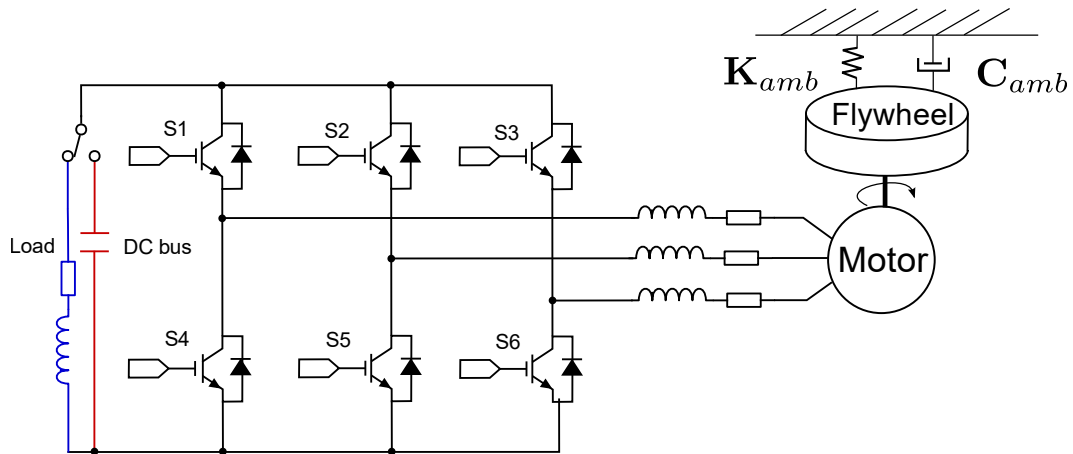 K_amb
C_amb
Flywheel
S1
S2
S3
Load
DC bus
Motor
S4
S5
S6